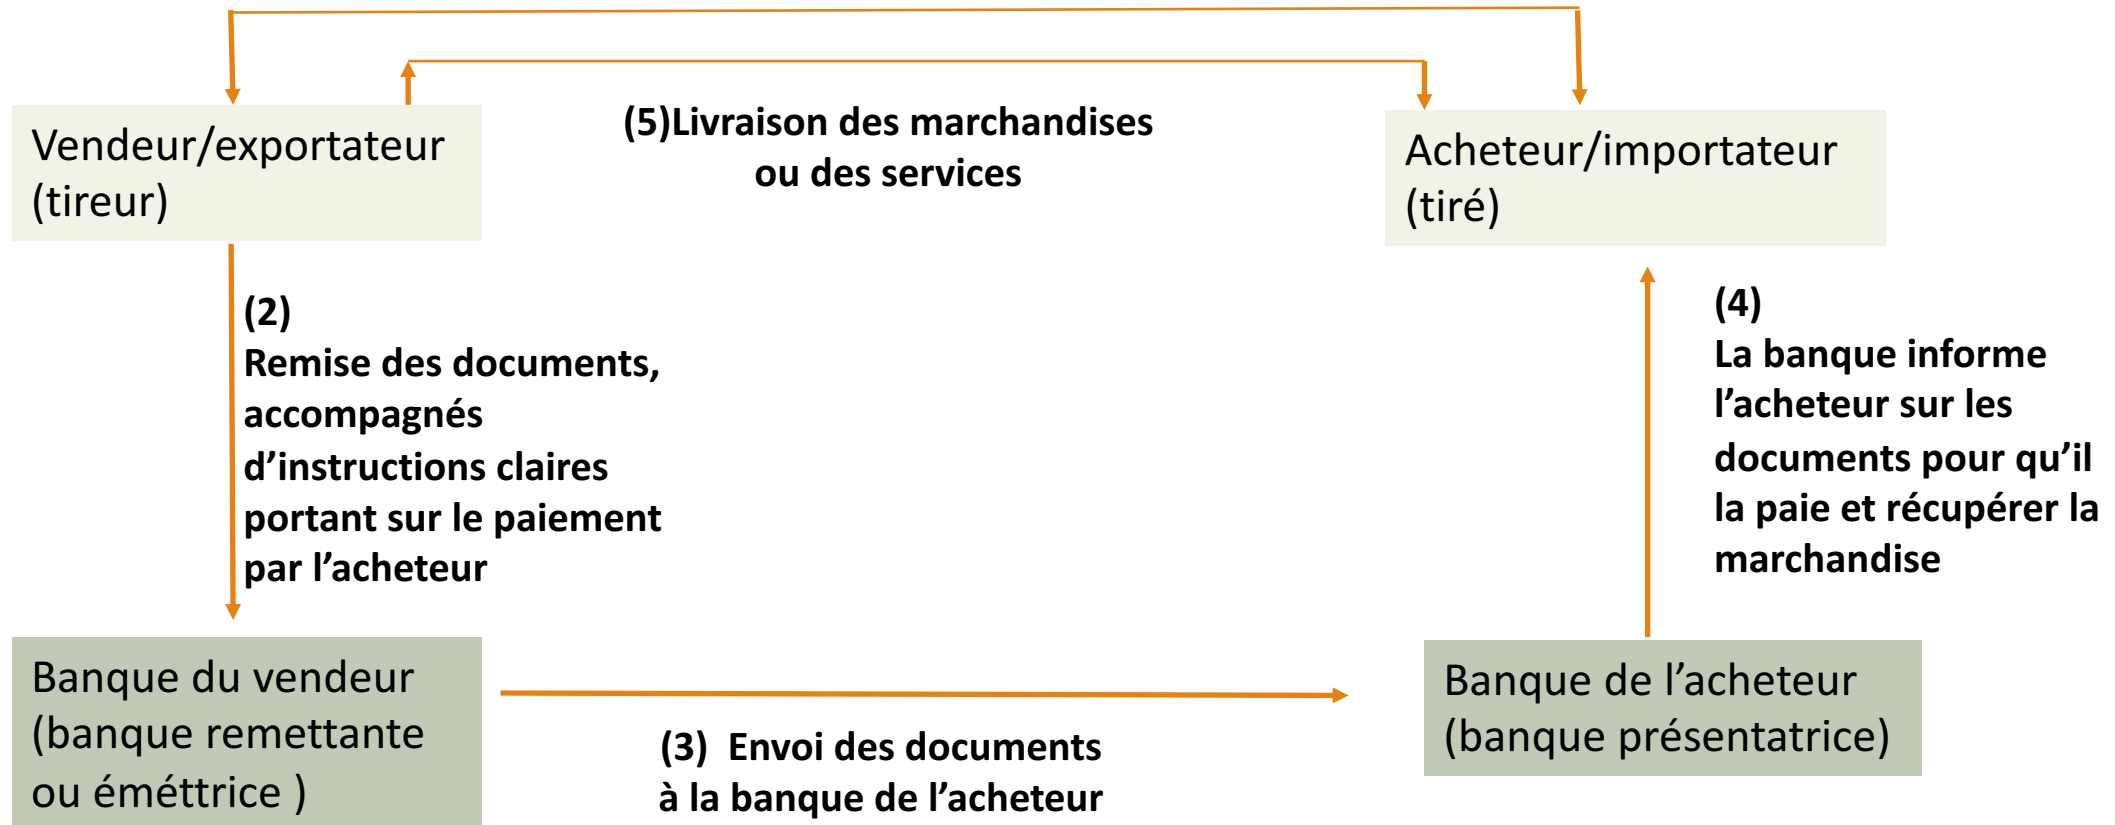 Vendeur/exportateur
(tireur)
(5)Livraison des marchandises
ou des services
Acheteur/importateur
(tiré)
(2)
Remise des documents,
accompagnés
d’instructions claires
portant sur le paiement
par l’acheteur
(4)
La banque informe
l’acheteur sur les
documents pour qu’il
la paie et récupérer la
marchandise
Banque du vendeur
(banque remettante
ou éméttrice )
(3)  Envoi des documents
à la banque de l’acheteur
Banque de l’acheteur
(banque présentatrice)